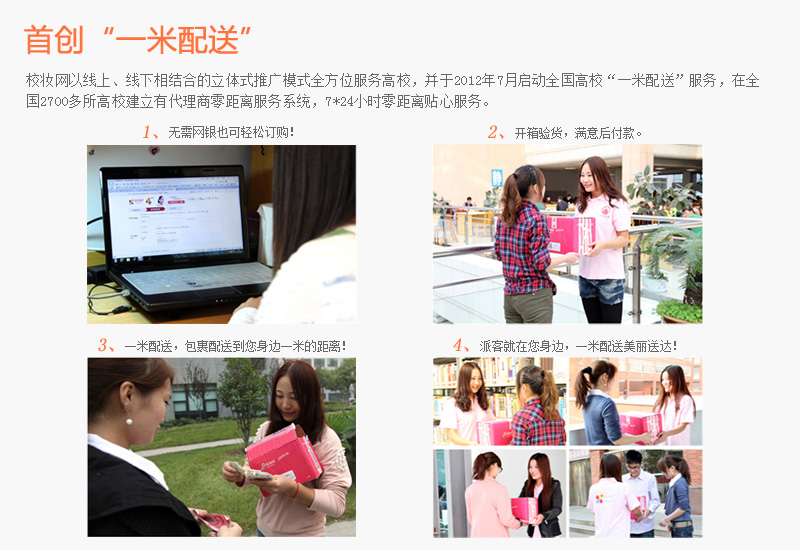 首创“一米配送”
校妆网以线上、线下相结合的立体式推广模式全方位服务高校，并于2012年7月启动全国高校“一米配送”服务，在全
国2700多所高校建立有代理商零距离服务系统，7*24小时零距离贴心服务。
1、无需网银也可轻松订购！
2、开箱验货，满意后付款。
3、一米配送，包裹配送到您身边一米的距离！
4、派客就在您身边，一米配送美丽送达！
静